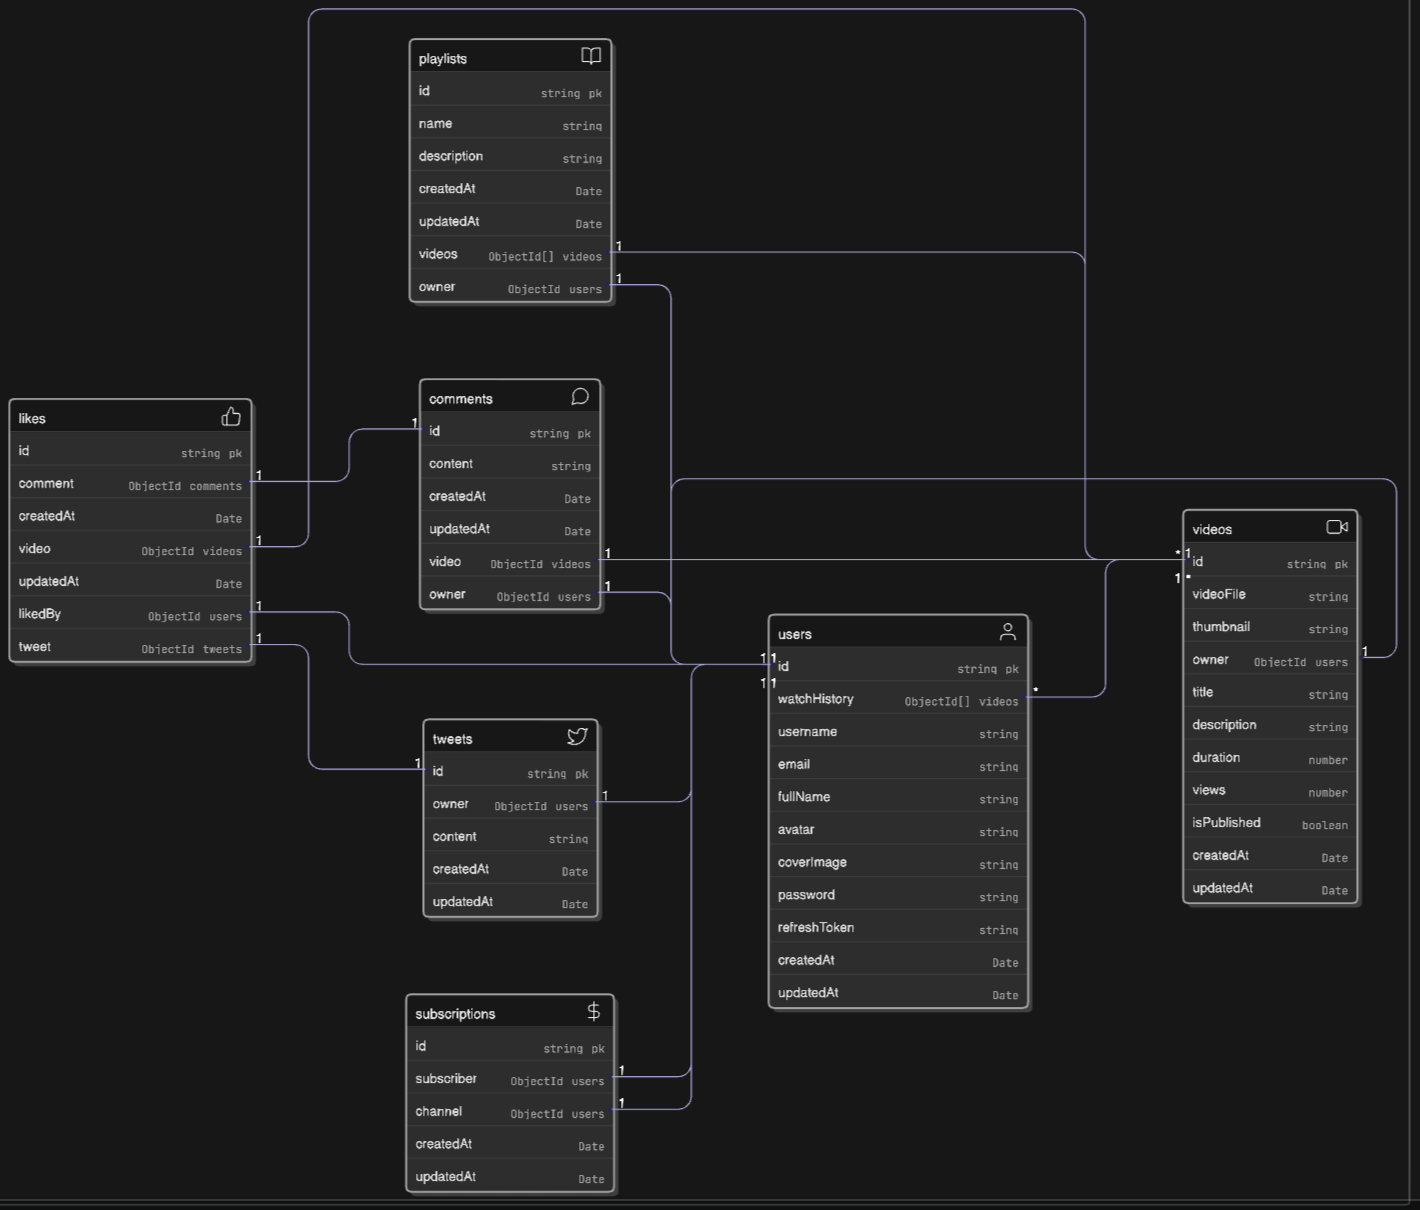 playlists
id string pk
name string
description string
createdAt Date
updatedAt Date
videos ObjectId[] videos 1
owner ObjectId users 1
likes
id string pk
comment ObjectId comments 1
createdAt Date
video ObjectId videos 1
updatedAt Date
likedBy ObjectId users 1
tweet ObjectId tweets 1
comments
1 id string pk
content string
createdAt Date
updatedAt Date
video ObjectId videos 1
owner ObjectId users 1
tweets
1 id string pk
owner ObjectId users 1
content string
createdAt Date
updatedAt Date
subscriptions
id string pk
subscriber ObjectId users 1
channel ObjectId users 1
createdAt Date
updatedAt Date
users
1 1 id string pk
1 1
watchHistory ObjectId[] videos *
username string
email string
fullName string
avatar string
coverImage string
password string
refreshToken string
createdAt Date
updatedAt Date
videos
* 1 id string pk
1 *
videoFile string
thumbnail string
owner ObjectId users 1
title string
description string
duration number
views number
isPublished boolean
createdAt Date
updatedAt Date